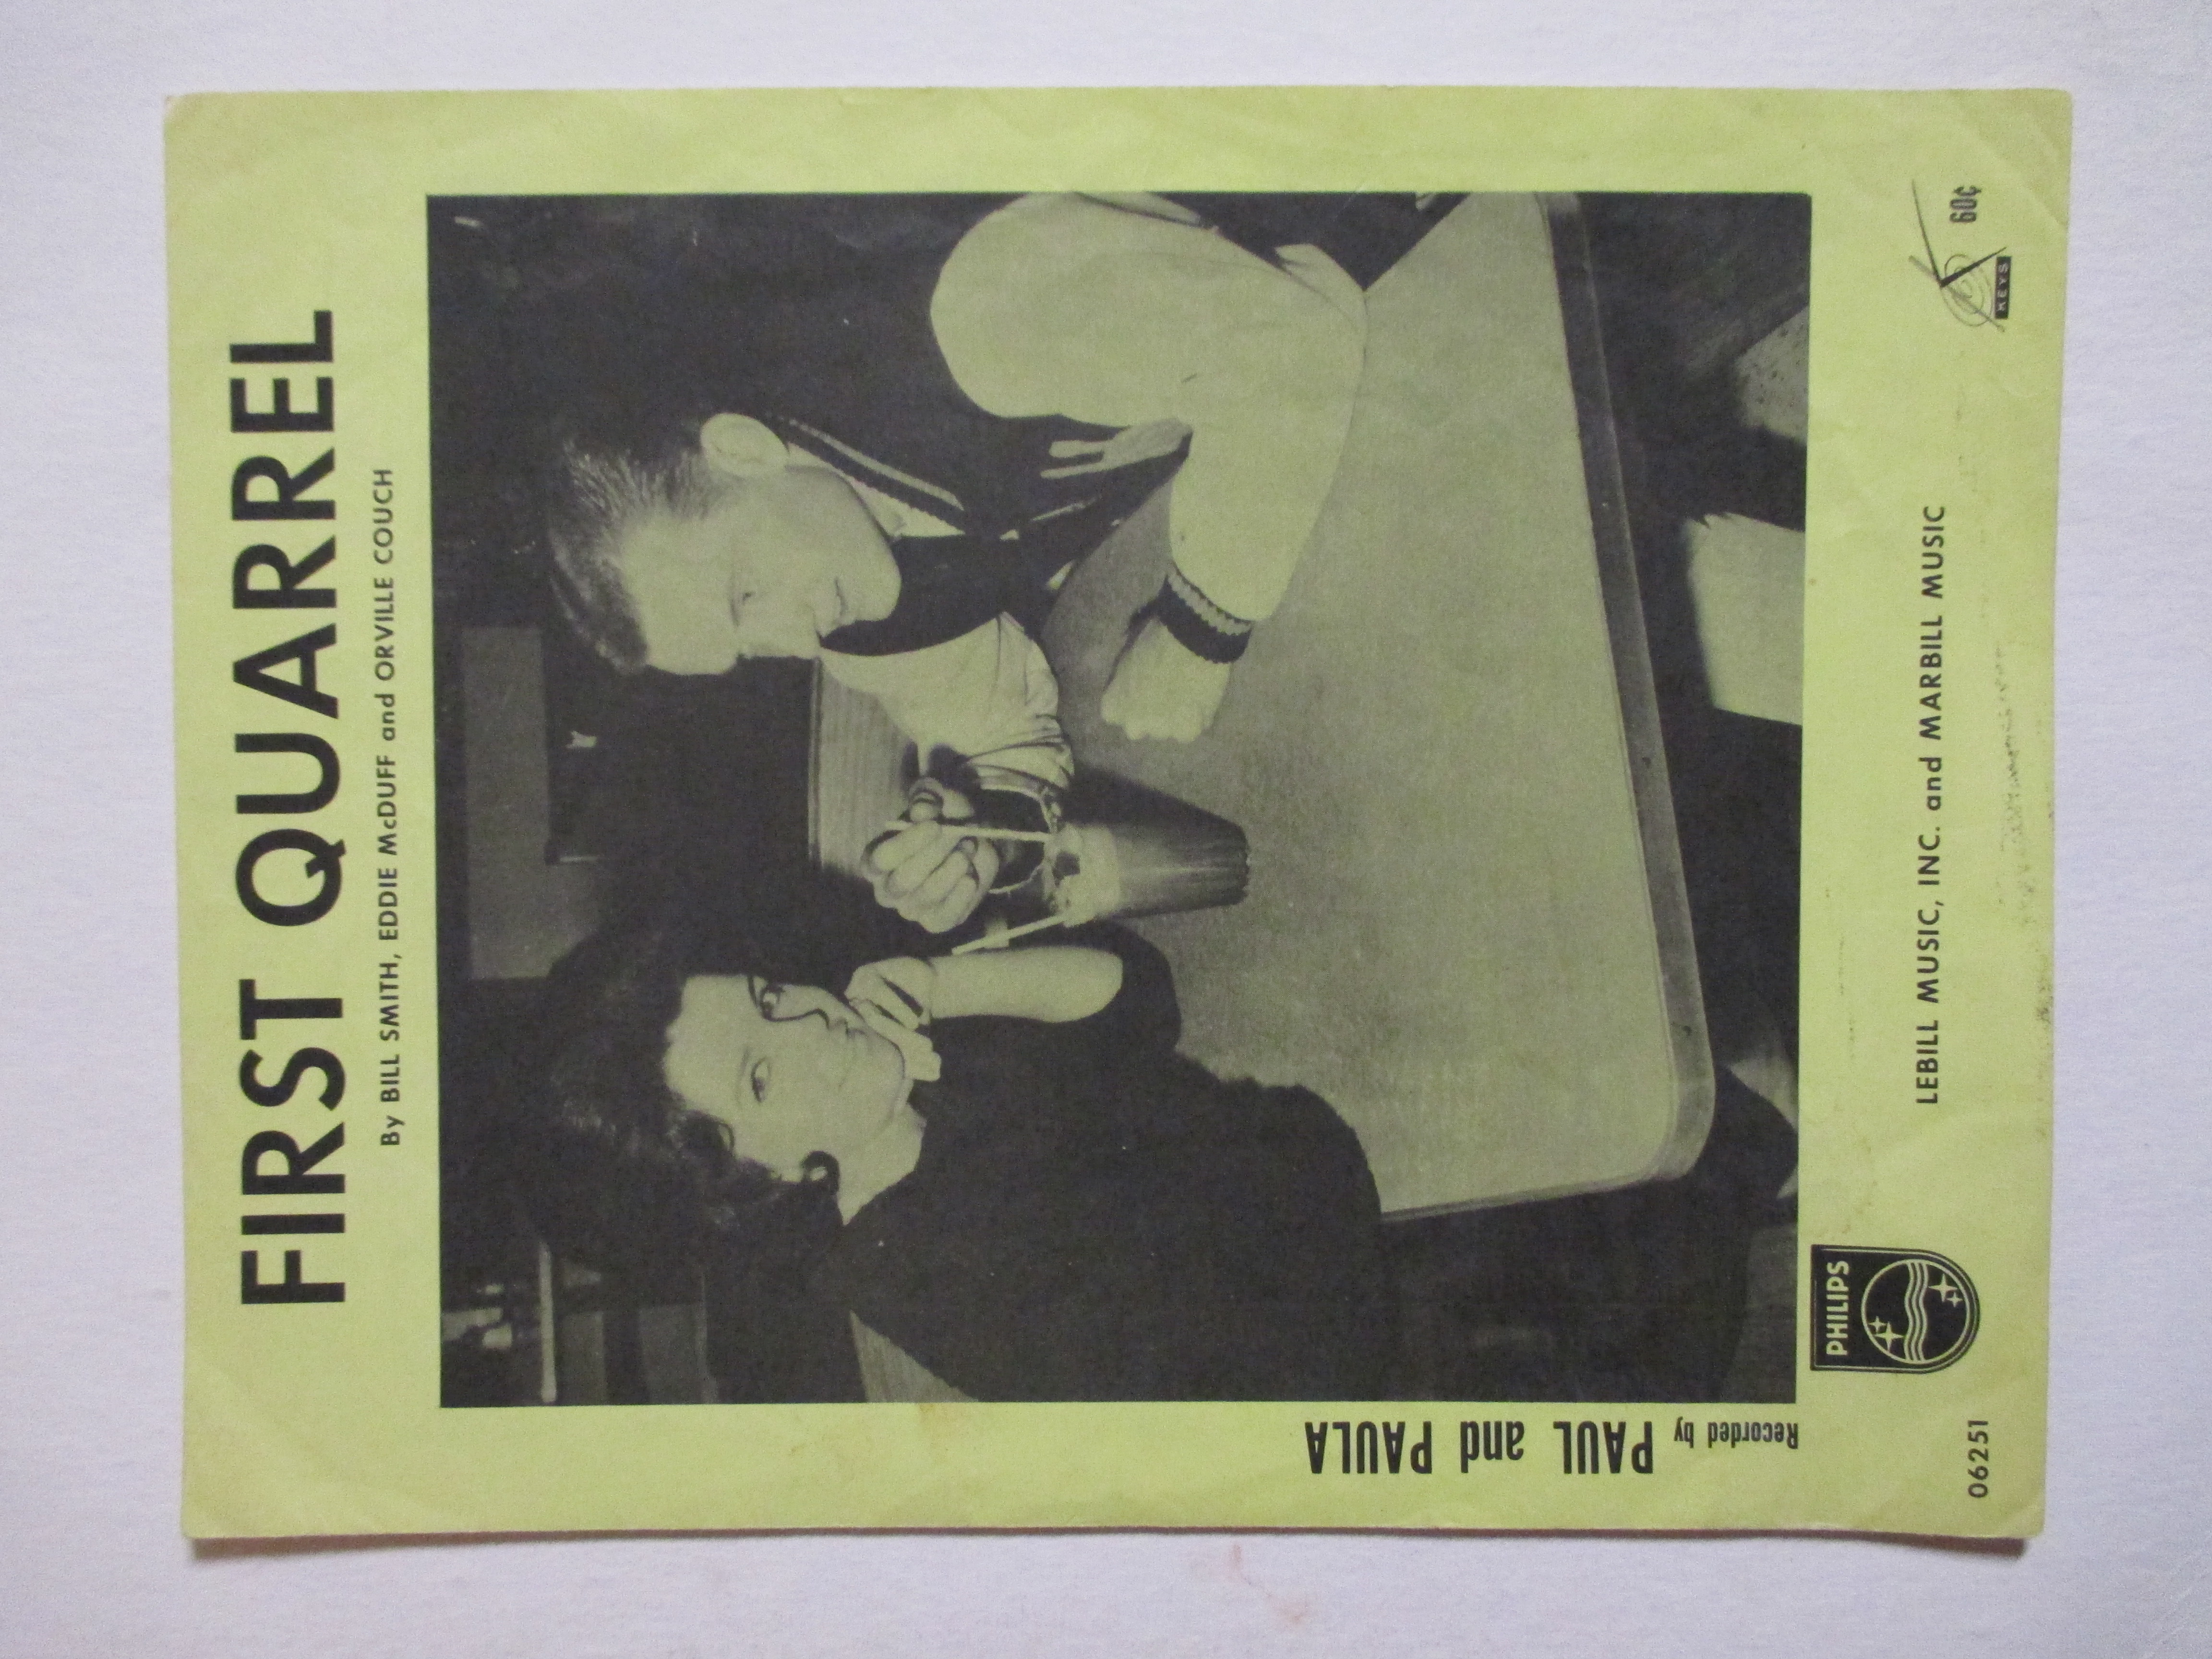 FIRST QUARREL
By BILL SMITH, EDDIE McDUFF and ORVILLE COUCH
Recorded by PAUL and PAULA
PHILIPS
LEBILL MUSIC, INC. and MARBILL MUSIC
06251
KEYS
60¢